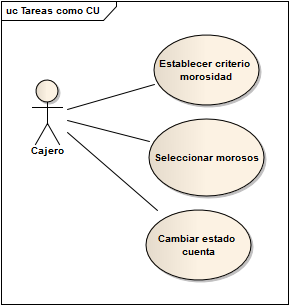 uc Tareas como CU
Establecer criterio
morosidad
Cajero
Seleccionar morosos
Cambiar estado
cuenta